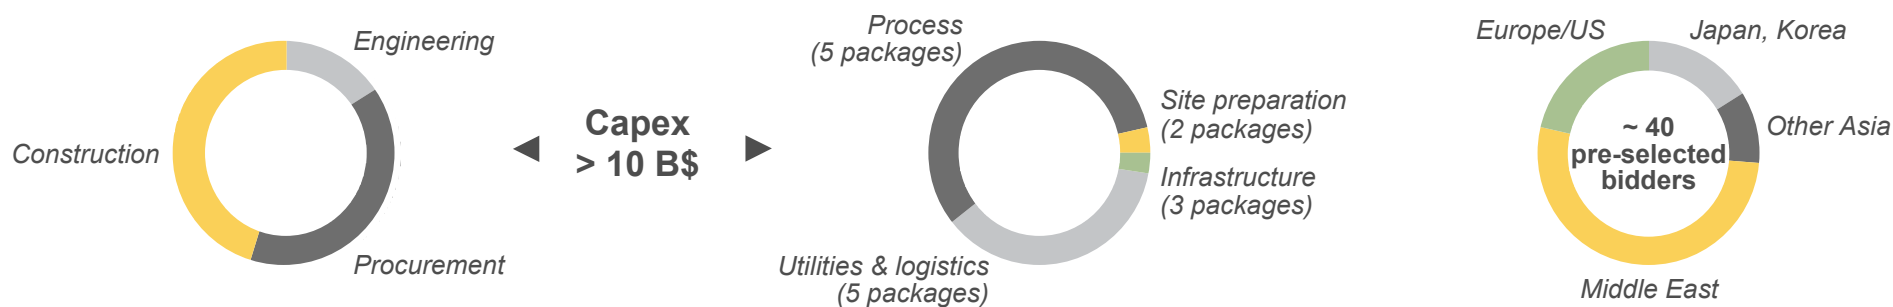 Engineering
Construction
Procurement
◄ Capex ►
> 10 B$
Process
(5 packages)
Site preparation
(2 packages)
Infrastructure
(3 packages)
Utilities & logistics
(5 packages)
Europe/US
Japan, Korea
Other Asia
~ 40
pre-selected
bidders
Middle East